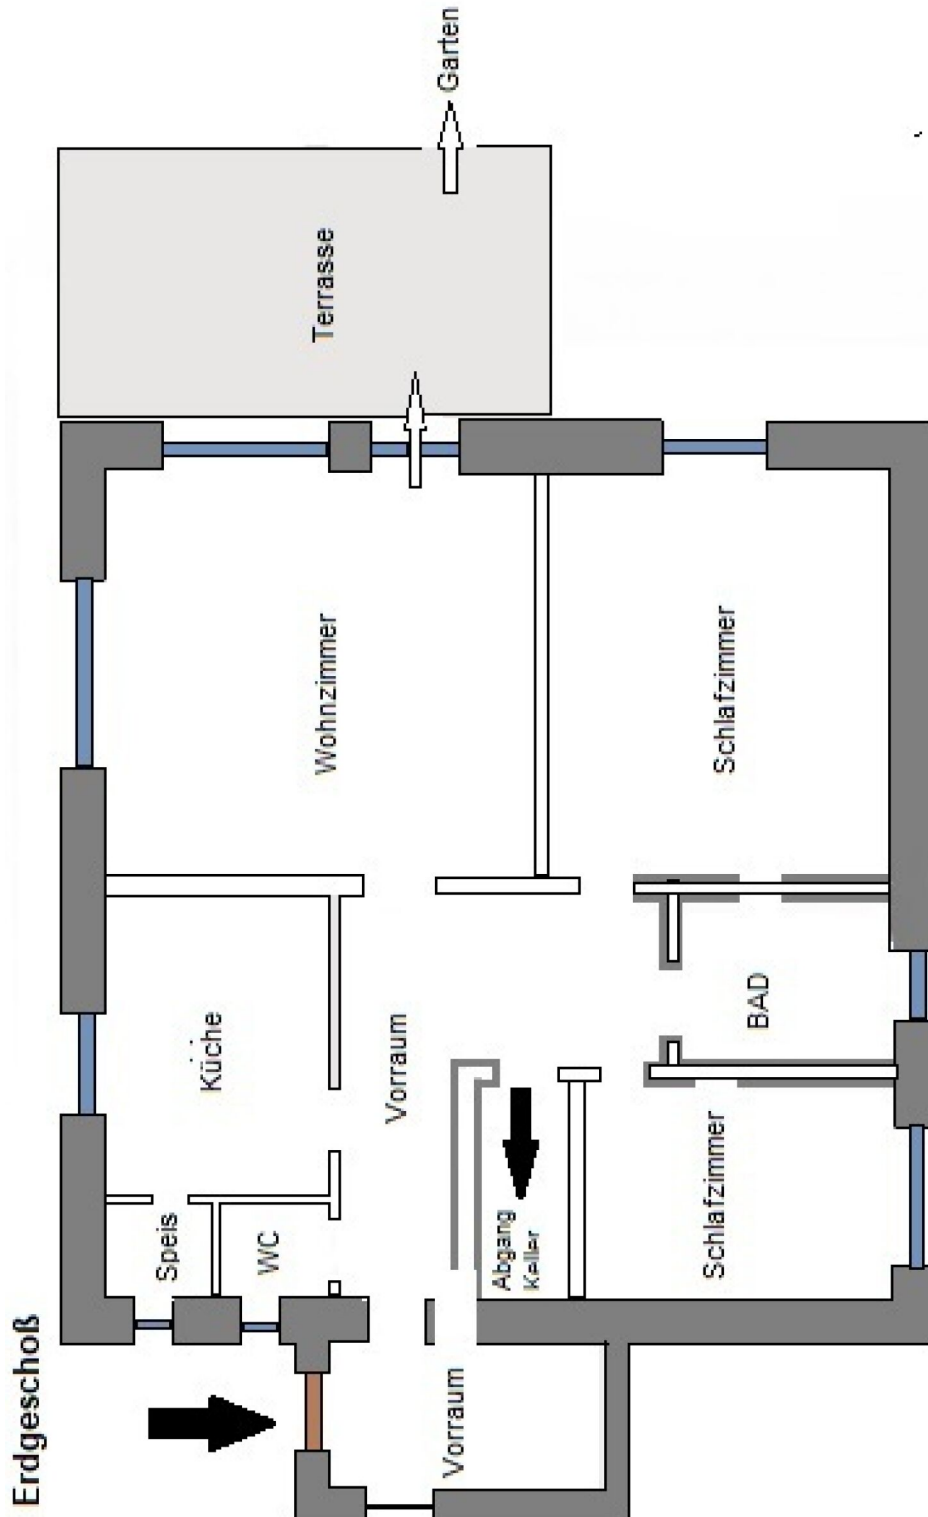 Erdgeschoß
Speis
Küche
WC
Wohnzimmer
Terrasse
Garten
Vorraum
Vorraum
Abgang
Keller
Schlafzimmer
BAD
Schlafzimmer